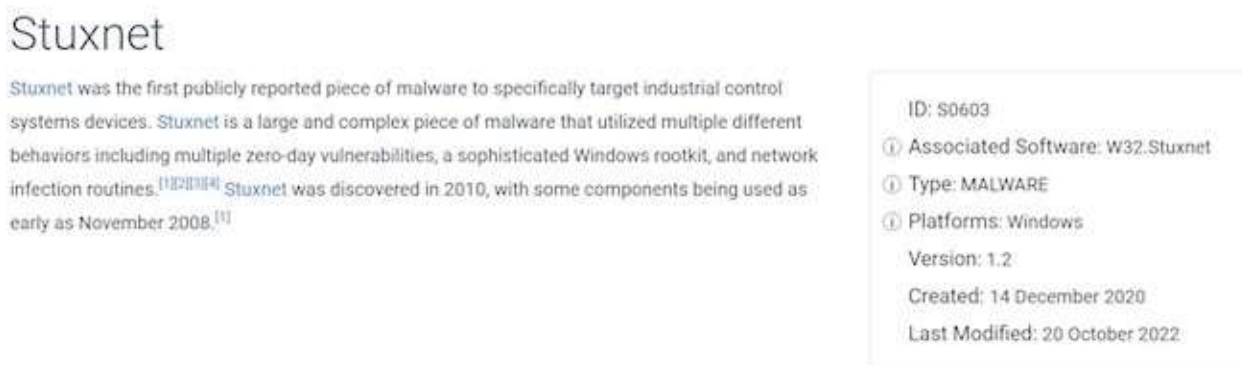 Stuxnet
Stuxnet was the first publicly reported piece of malware to specifically target industrial control
systems devices. Stuxnet is a large and complex piece of malware that utilized multiple different
behaviors including multiple zero-day vulnerabilities, a sophisticated Windows rootkit, and network
infection routines.[1][2][3][4] Stuxnet was discovered in 2010, with some components being used as
early as November 2008.[1]
ID: S0603
Associated Software: W32.Stuxnet
Type: MALWARE
Platforms: Windows
Version: 1.2
Created: 14 December 2020
Last Modified: 20 October 2022